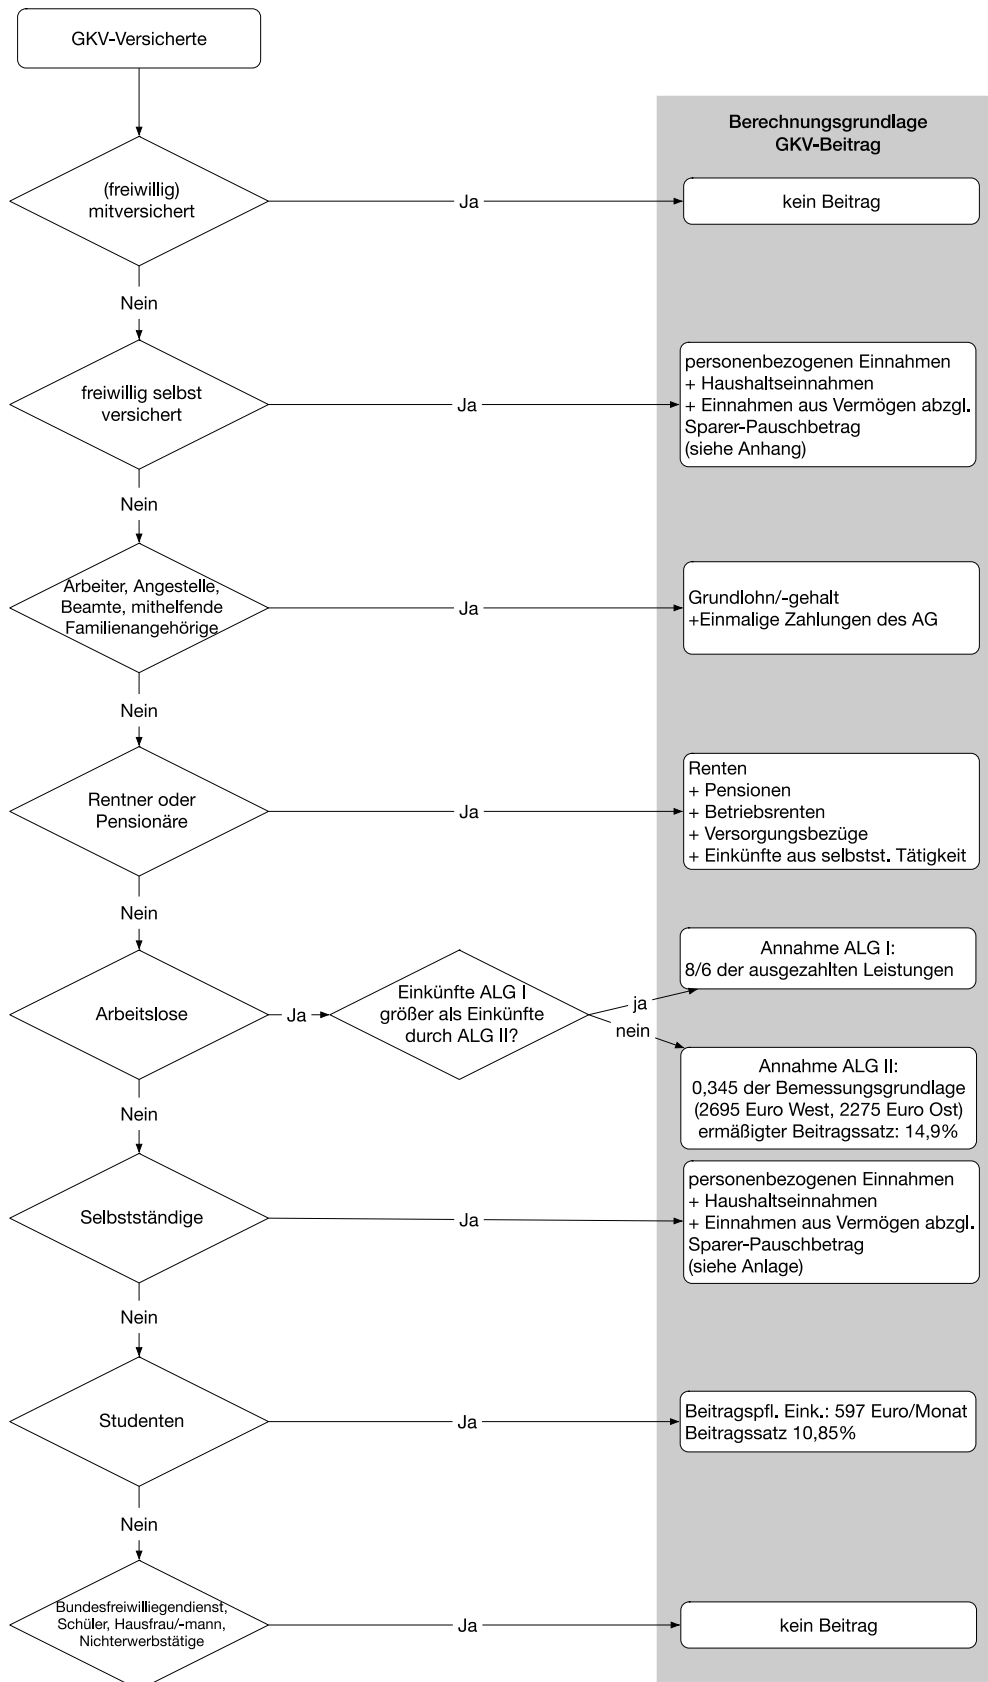 GKV-Versicherte
Berechnungsgrundlage
GKV-Beitrag
(freiwillig)
mitversichert
Ja
kein Beitrag
Nein
freiwillig selbst
versichert
Ja
personenbezogenen Einnahmen
+ Haushaltseinnahmen
+ Einnahmen aus Vermögen abzgl.
Sparer-Pauschbetrag
(siehe Anhang)
Nein
Arbeiter, Angestelle,
Beamte, mithelfende
Familienangehörige
Ja
Grundlohn/-gehalt
+Einmalige Zahlungen des AG
Nein
Rentner oder
Pensionäre
Ja
Renten
+ Pensionen
+ Betriebsrenten
+ Versorgungsbezüge
+ Einkünfte aus selbstst. Tätigkeit
Nein
Arbeitslose
Ja
Einkünfte ALG I
größer als Einkünfte
durch ALG II?
ja
Annahme ALG I:
8/6 der ausgezahlten Leistungen
nein
Annahme ALG II:
0,345 der Bemessungsgrundlage
(2695 Euro West, 2275 Euro Ost)
ermäßigter Beitragssatz: 14,9%
Nein
Selbstständige
Ja
personenbezogenen Einnahmen
+ Haushaltseinnahmen
+ Einnahmen aus Vermögen abzgl.
Sparer-Pauschbetrag
(siehe Anlage)
Nein
Studenten
Ja
Beitragspfl. Eink.: 597 Euro/Monat
Beitragssatz 10,85%
Nein
Bundesfreiwilliegendienst,
Schüler, Hausfrau/-mann,
Nichterwerbstätige
Ja
kein Beitrag